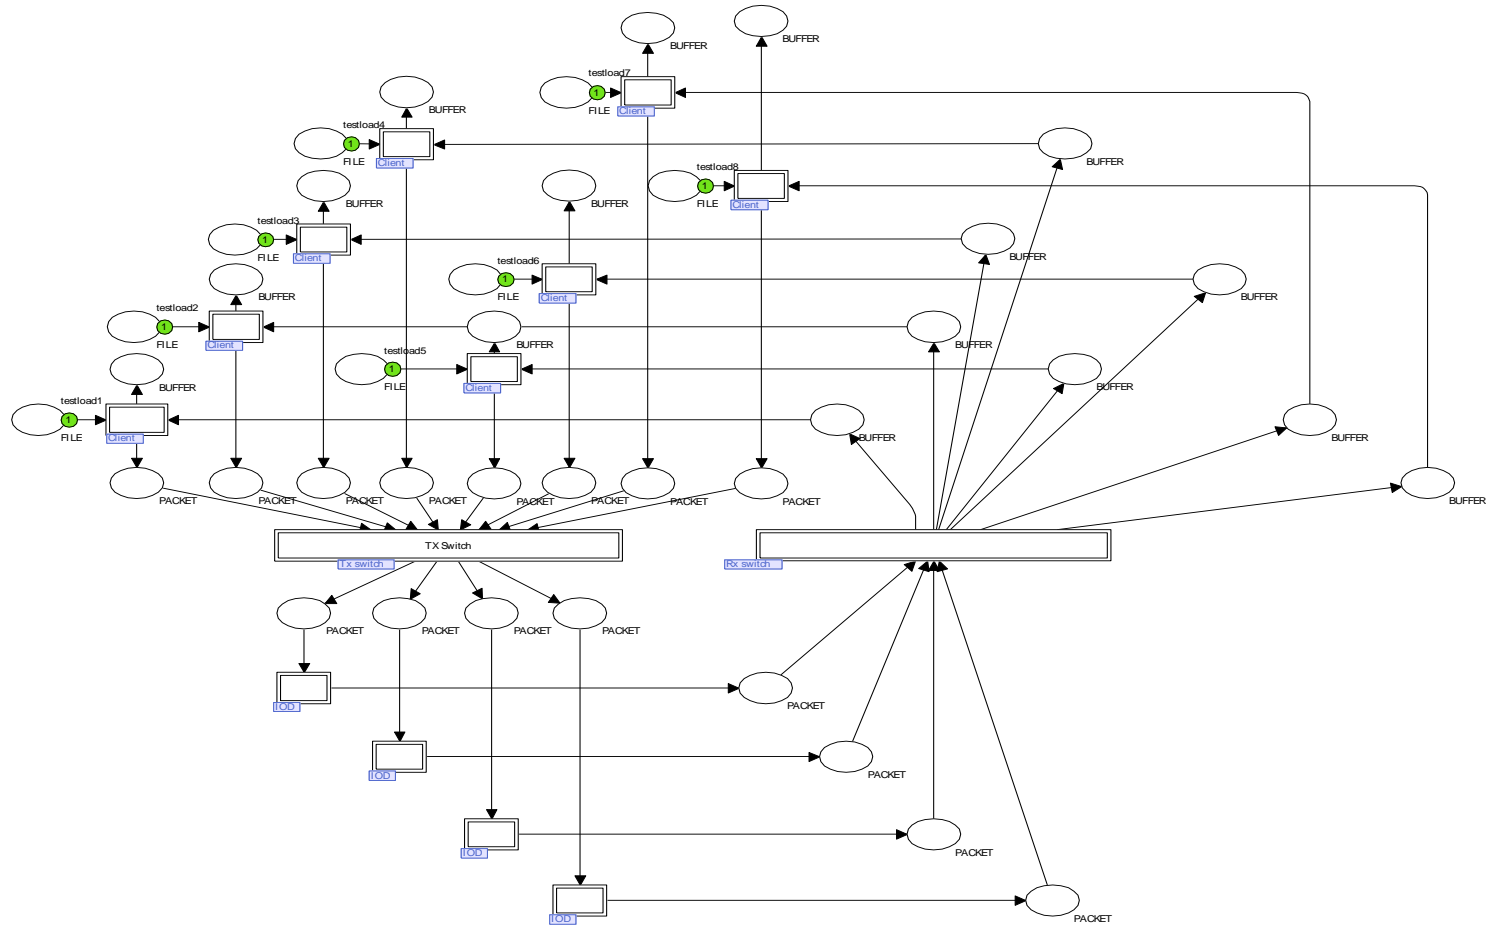 testload7
BUFFER
BUFFER
1
FILE
Client
testload4
BUFFER
1
FILE
Client
BUFFER
testload8
1
FILE
Client
testload3
BUFFER
1
FILE
Client
BUFFER
BUFFER
testload6
1
FILE
Client
BUFFER
testload2
BUFFER
1
FILE
Client
BUFFER
BUFFER
testload5
1
FILE
Client
BUFFER
testload1
BUFFER
1
FILE
Client
BUFFER
BUFFER
BUFFER
PACKET
PACKET
PACKET
PACKET
PACKET
PACKET
PACKET
PACKET
TX Switch
Tx switch
Rx switch
PACKET
PACKET
PACKET
PACKET
IOD
PACKET
IOD
PACKET
IOD
PACKET
IOD
PACKET